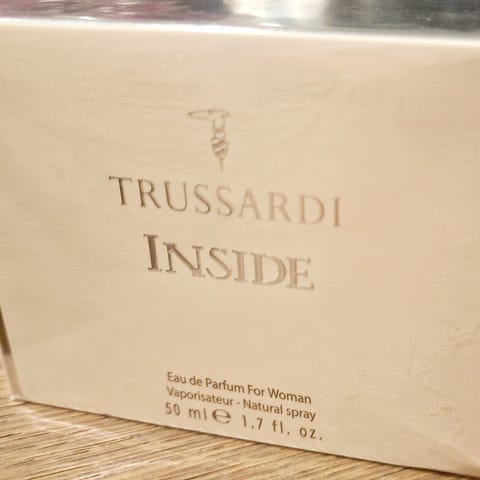 TRUSSARDI
INSIDE
Eau de Parfum For Woman
Vaporisateur - Natural spray
50 ml ℮ 1,7 fl. oz.